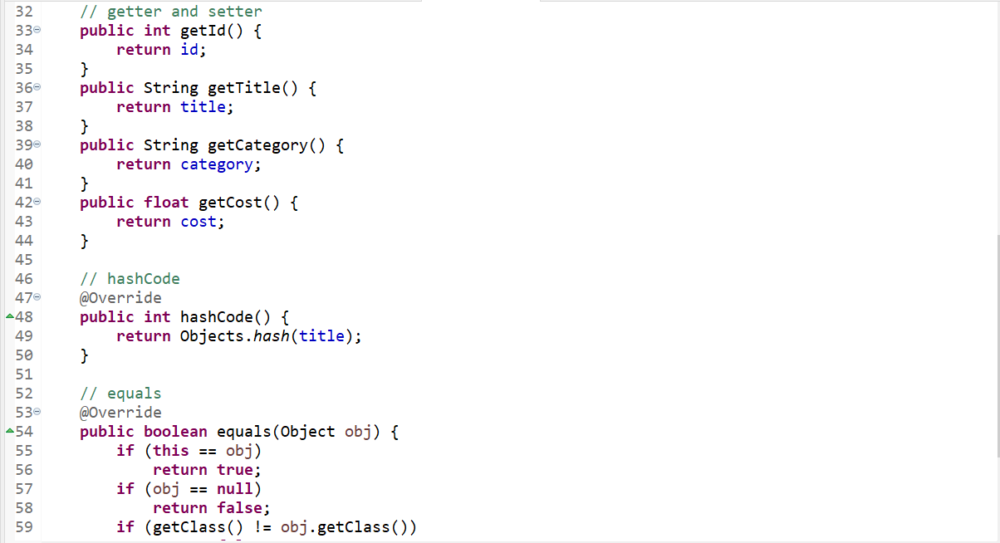 32 // getter and setter
33 public int getId() {
34 return id;
35 }
36 public String getTitle() {
37 return title;
38 }
39 public String getCategory() {
40 return category;
41 }
42 public float getCost() {
43 return cost;
44 }
45
46 // hashCode
47 @Override
48 public int hashCode() {
49 return Objects.hash(title);
50 }
51
52 // equals
53 @Override
54 public boolean equals(Object obj) {
55 if (this == obj)
56 return true;
57 if (obj == null)
58 return false;
59 if (getClass() != obj.getClass())